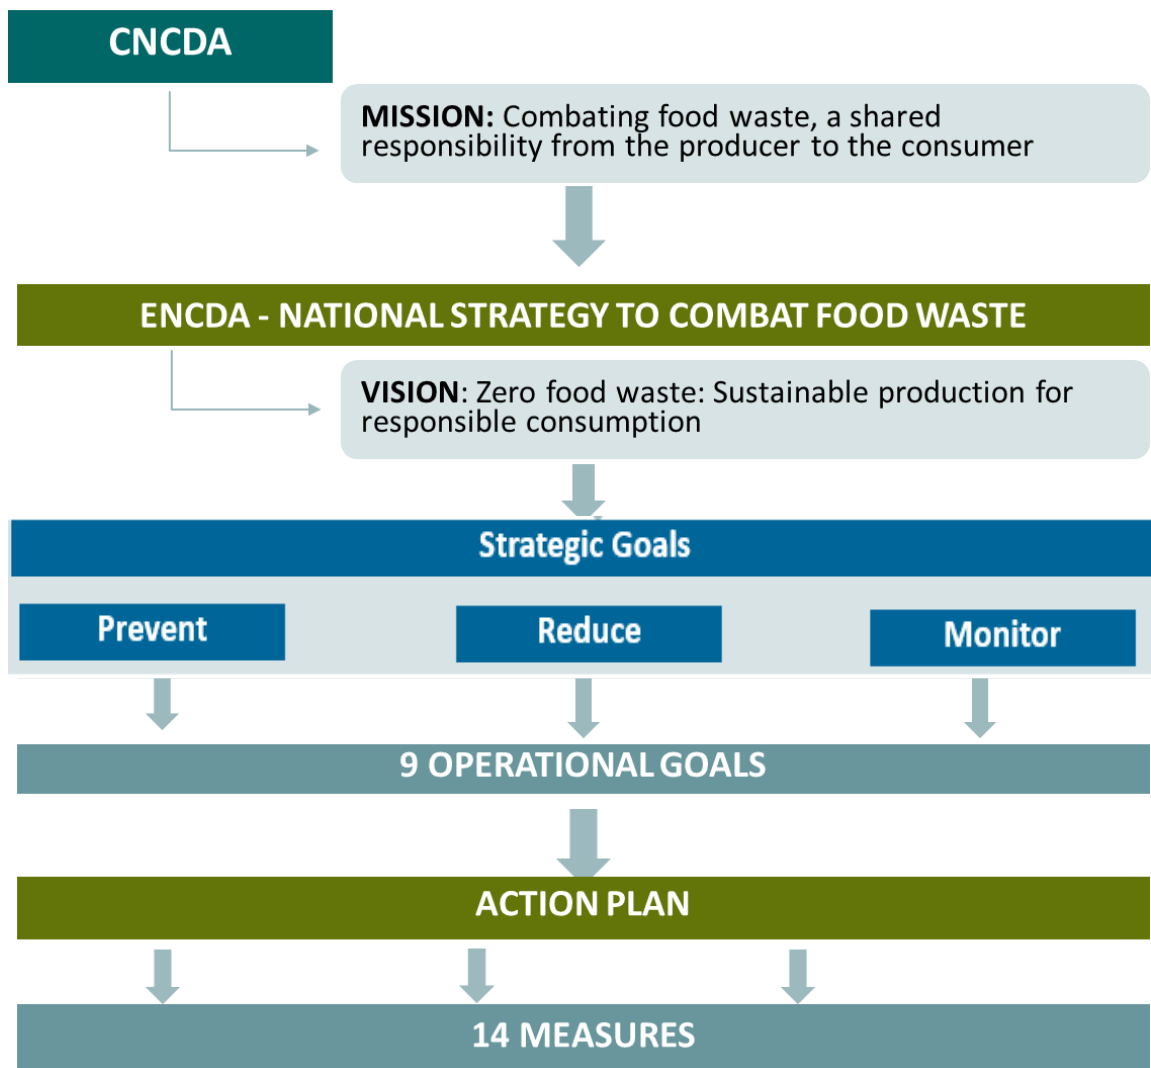 CNCDA
MISSION: Combating food waste, a shared
responsibility from the producer to the consumer
ENCDA - NATIONAL STRATEGY TO COMBAT FOOD WASTE
VISION: Zero food waste: Sustainable production for
responsible consumption
Strategic Goals
Prevent
Reduce
Monitor
9 OPERATIONAL GOALS
ACTION PLAN
14 MEASURES